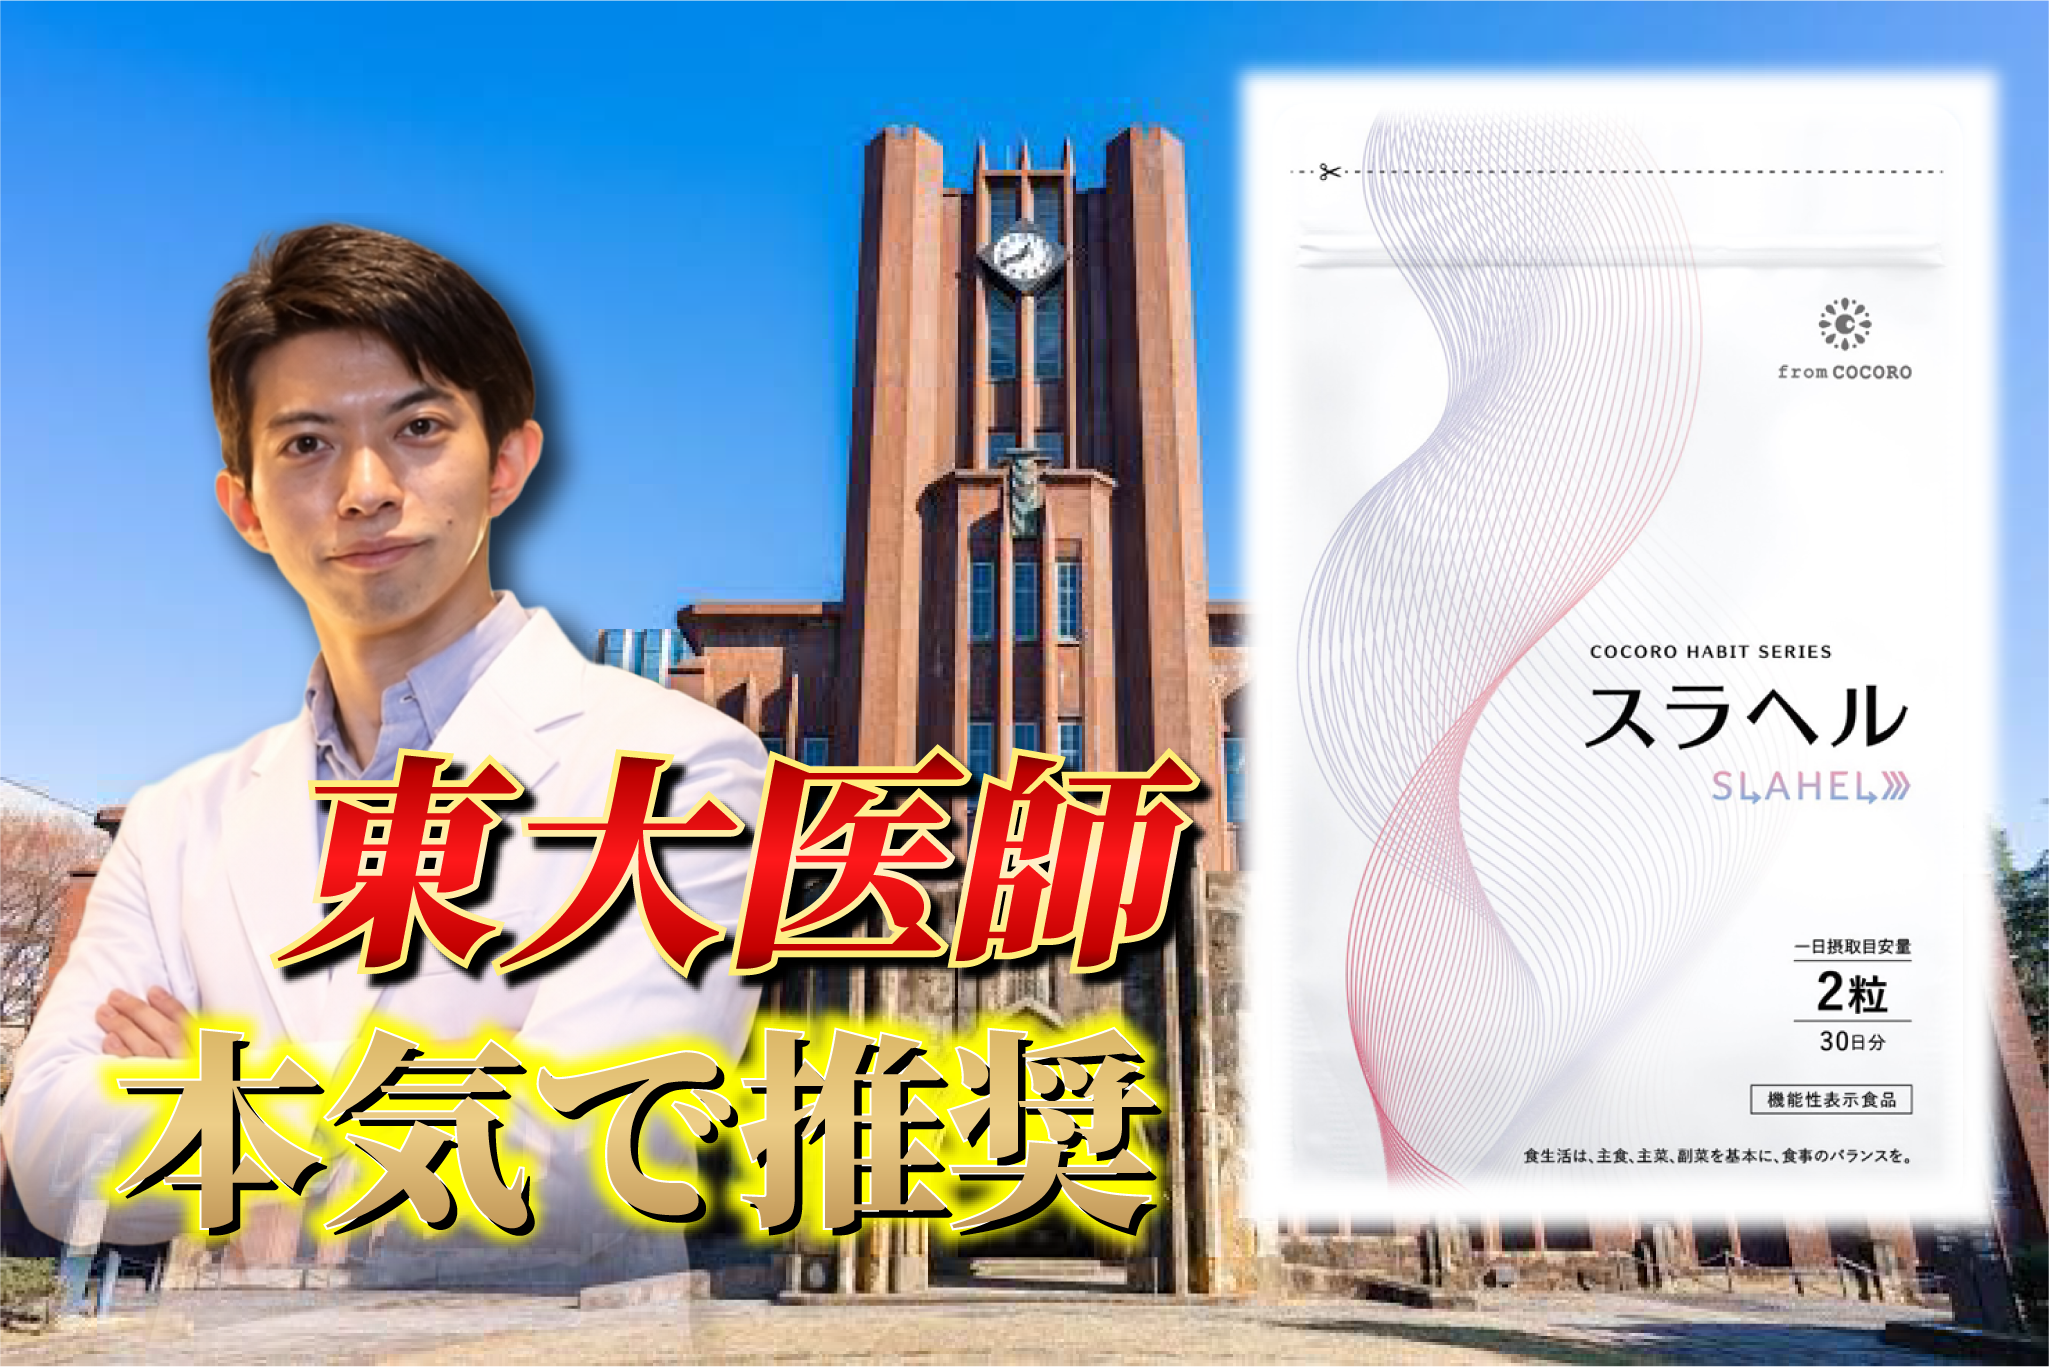 東大医師
本気で推奨
from COCORO
COCORO HABIT SERIES
スラヘル
SLAHEL
一日摂取目安量
2粒
30日分
機能性表示食品
食生活は、主食、主菜、副菜を基本に、食事のバランスを。